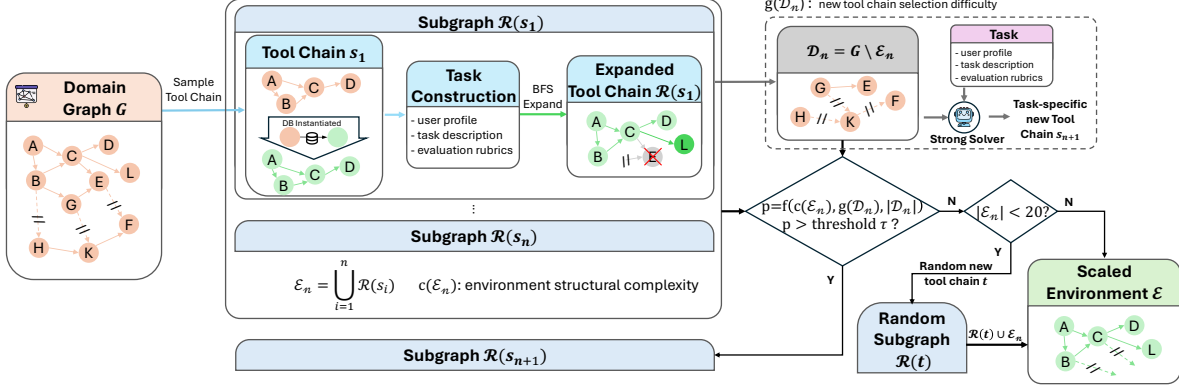 g(𝒟ₙ): new tool chain selection difficulty
Subgraph ℛ(s₁)
Domain
Graph G
A
D
C
L
B
E
G
F
H
K
Sample
Tool Chain
Tool Chain s₁
A
C
D
B
DB Instantiated
A
C
D
B
Task
Construction
- user profile
- task description
- evaluation rubrics
BFS
Expand
Expanded
Tool Chain ℛ(s₁)
A
D
C
L
B
E
⋮
Subgraph ℛ(sₙ)
ℰₙ = ⋃ⁿᵢ₌₁ ℛ(sᵢ) c(ℰₙ): environment structural complexity
Subgraph ℛ(sₙ₊₁)
𝒟ₙ = G \ ℰₙ
G
E
F
H
K
Task
- user profile
- task description
- evaluation rubrics
Strong Solver
Task-specific
new Tool
Chain sₙ₊₁
p=f(c(ℰₙ), g(𝒟ₙ),|𝒟ₙ|)
p > threshold τ ?
N
Y
|ℰₙ| < 20?
N
Y
Random new
tool chain t
Random
Subgraph
ℛ(t)
ℛ(t) ∪ ℰₙ
Scaled
Environment ℰ
A
D
C
L
B